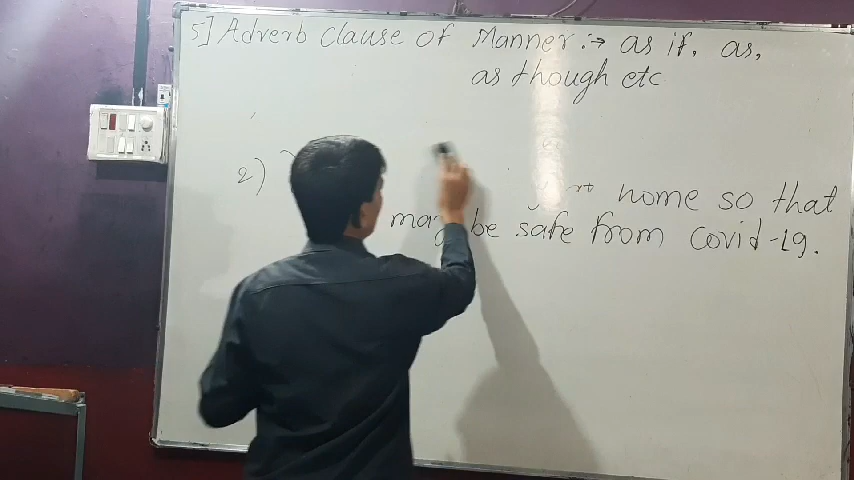 5] Adverb Clause of Manner :→ as if, as,
as though etc
2) home so that
may be safe from Covid-19.